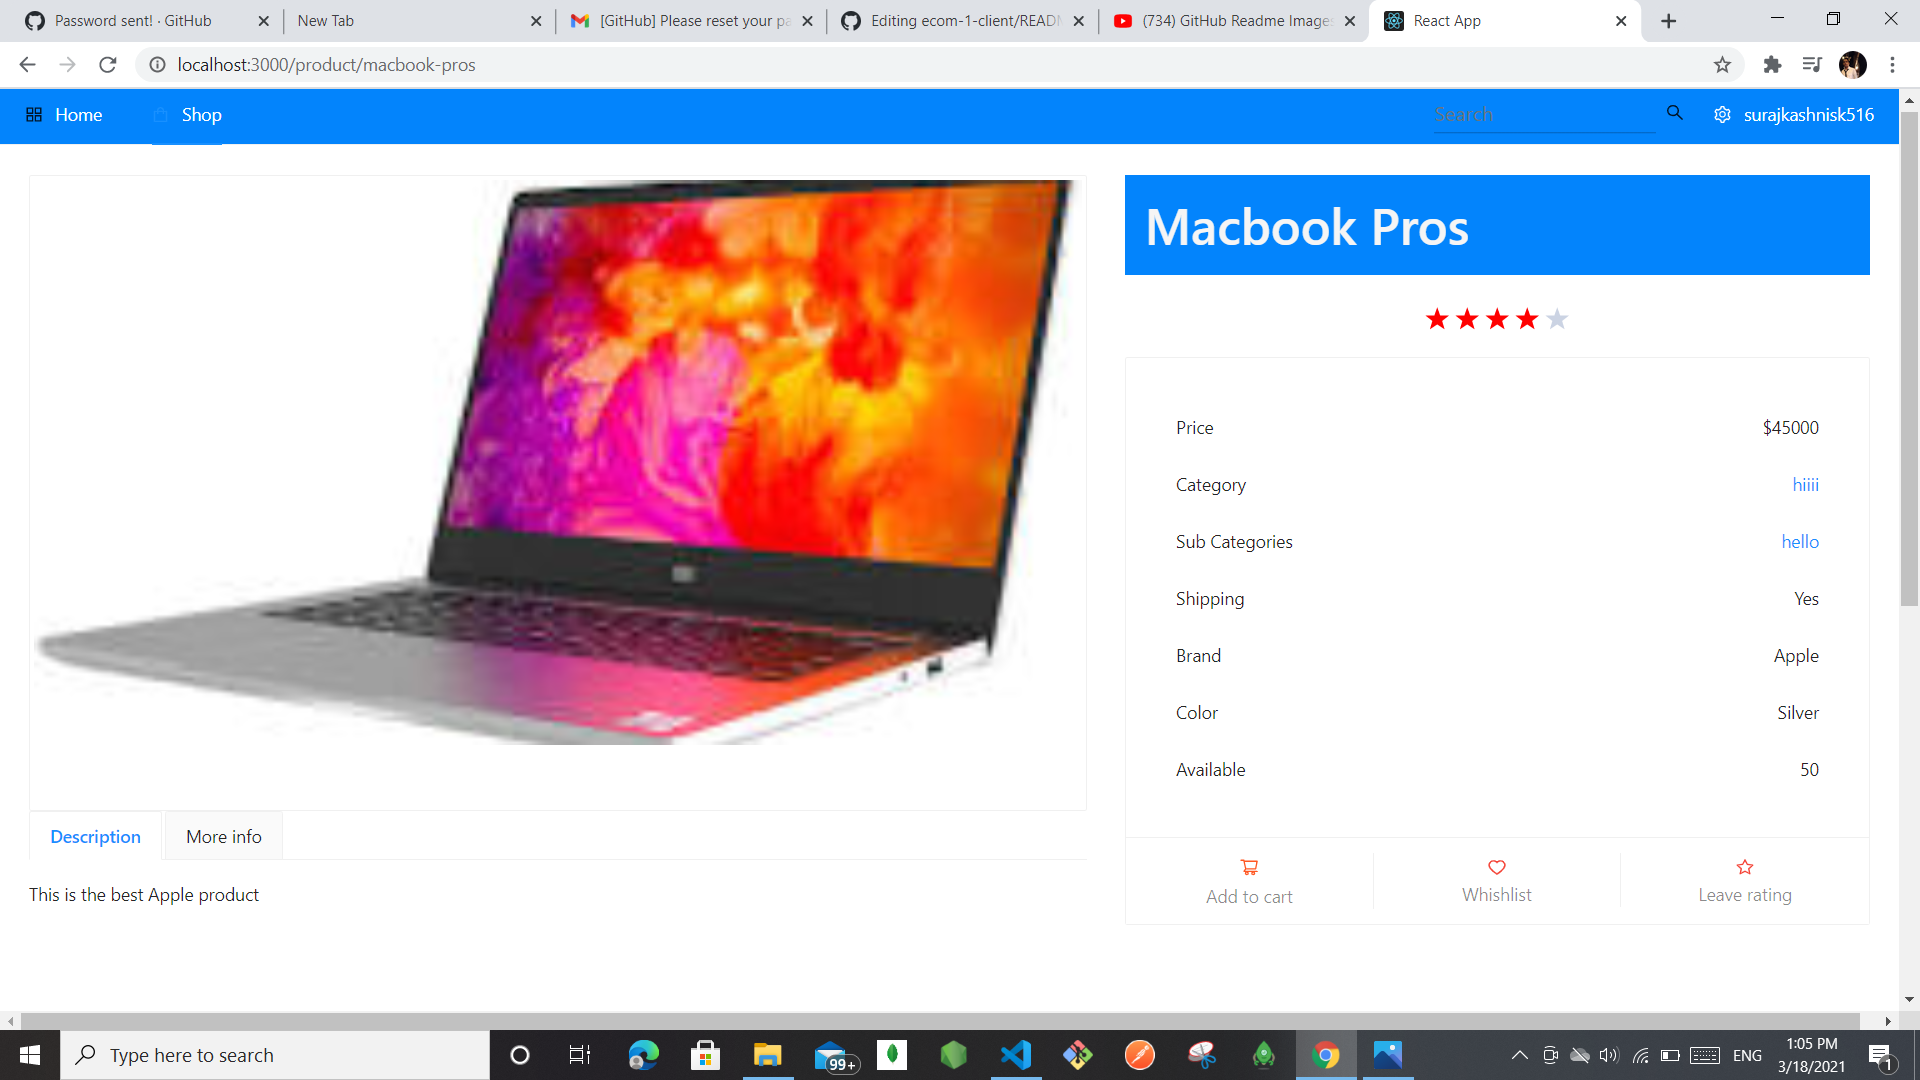 Password sent! · GitHub
New Tab
[GitHub] Please reset your pa
Editing ecom-1-client/READM
(734) GitHub Readme Images
React App
localhost:3000/product/macbook-pros
Home
Shop
Search
surajkashnisk516
Macbook Pros
Price $45000
Category hiiii
Sub Categories hello
Shipping Yes
Brand Apple
Color Silver
Available 50
Add to cart
Whishlist
Leave rating
Description
More info
This is the best Apple product
Type here to search
99+
ENG
1:05 PM
3/18/2021
1